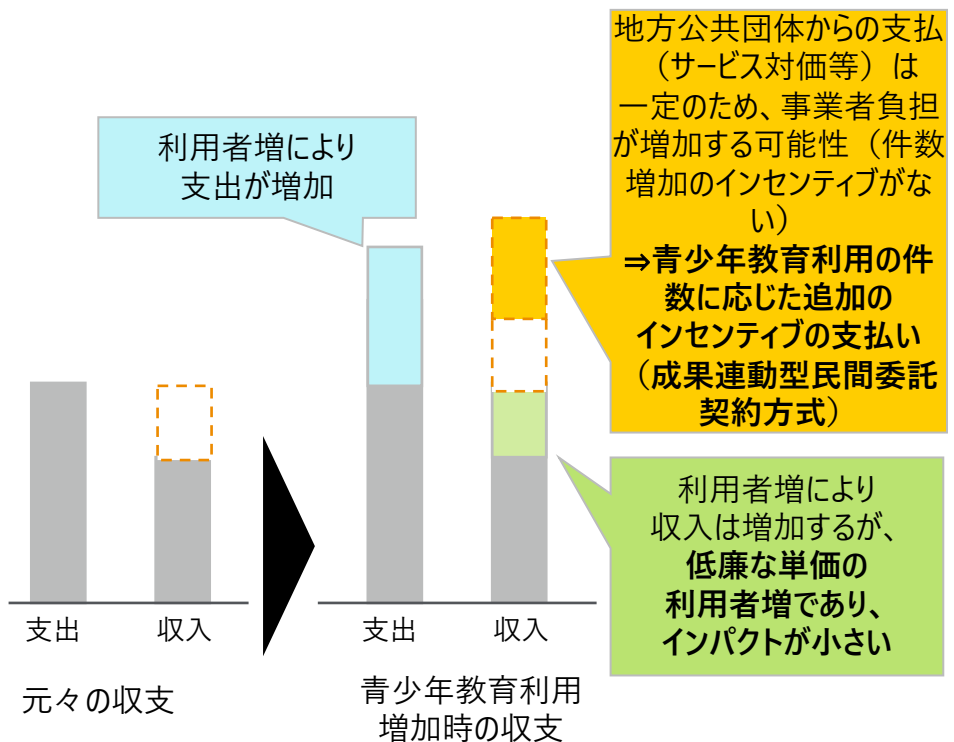 利用者増により
支出が増加
地方公共団体からの支払
（サービス対価等）は
一定のため、事業者負担
が増加する可能性（件数
増加のインセンティブがな
い）
⇒青少年教育利用の件
数に応じた追加の
インセンティブの支払い
（成果連動型民間委託
契約方式）
利用者増により
収入は増加するが、
低廉な単価の
利用者増であり、
インパクトが小さい
支出
収入
支出
収入
元々の収支
青少年教育利用
増加時の収支